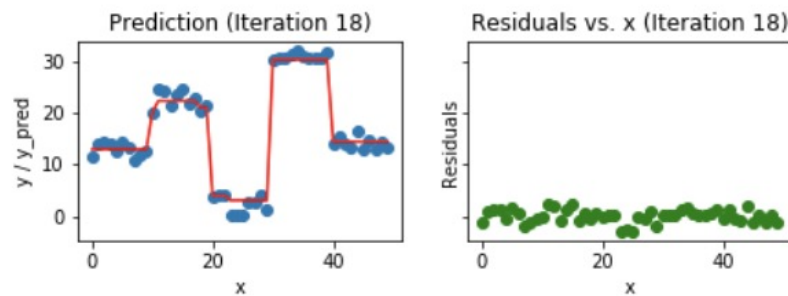 Prediction (Iteration 18)
y / y_pred
30
20
10
0
0
20
40
x
Residuals vs. x (Iteration 18)
Residuals
0
20
40
x